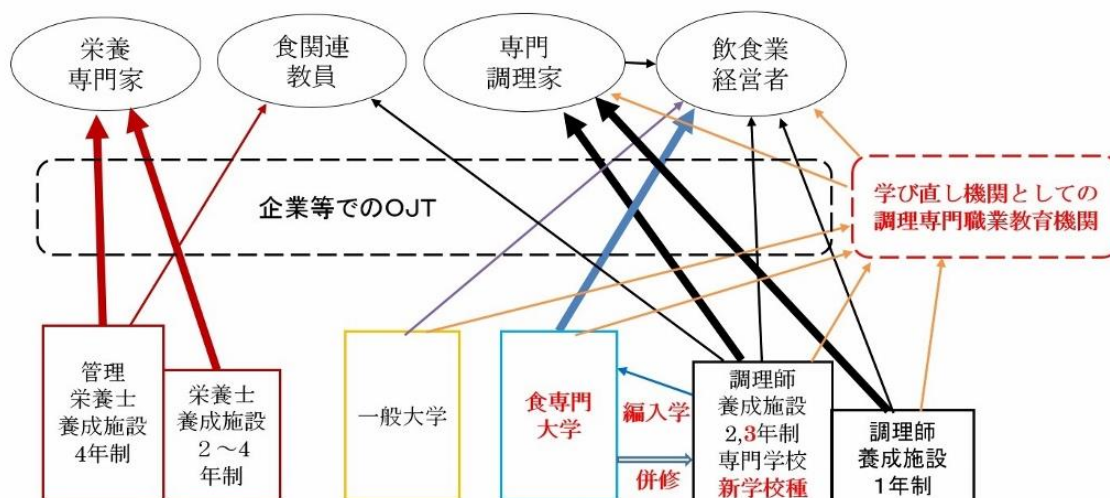 栄養
専門家
食関連
教員
専門
調理家
飲食業
経営者
企業等でのOJT
学び直し機関としての
調理専門職業教育機関
管理
栄養士
養成施設
4年制
栄養士
養成施設
２～４
年制
一般大学
食専門
大学
編入学
併修
調理師
養成施設
2,3年制
専門学校
新学校種
調理師
養成施設
1年制